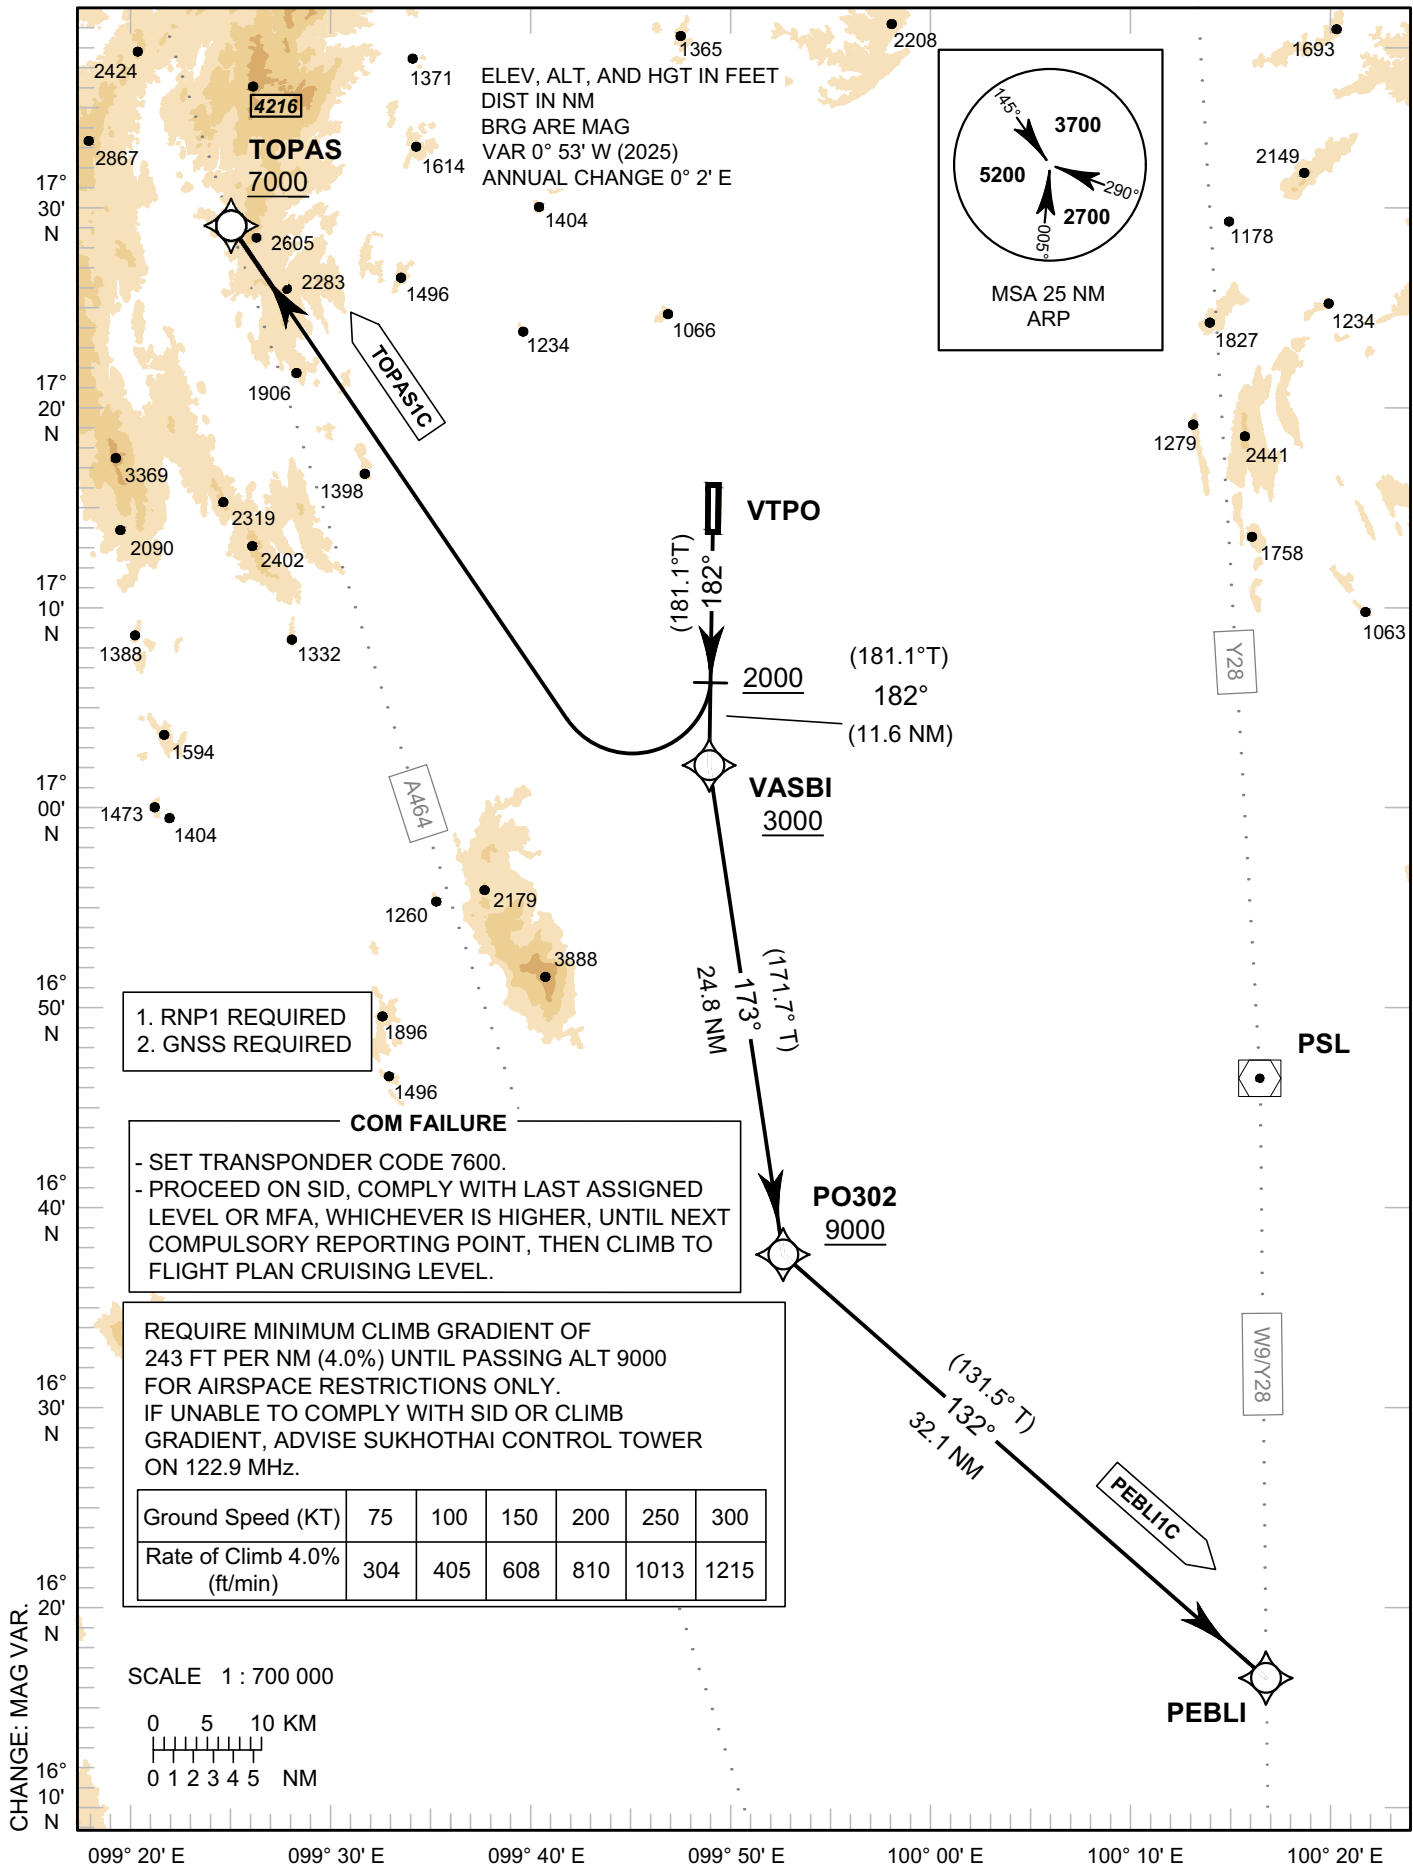 2424
4216
TOPAS
7000
2867
1371
1614
1365
2208
1693
ELEV, ALT, AND HGT IN FEET
DIST IN NM
BRG ARE MAG
VAR 0° 53' W (2025)
ANNUAL CHANGE 0° 2' E
145°
3700
5200
290°
2700
005°
MSA 25 NM
ARP
2149
1178
1404
2605
2283
1496
1234
1066
1827
1234
17°
30'
N
1906
TOPAS1C
17°
20'
N
1279
2441
3369
1398
2319
2090
2402
VTPO
1758
(181.1°T)
182°
17°
10'
N
1063
1388
1332
Y28
2000
(181.1°T)
182°
(11.6 NM)
1594
VASBI
3000
A464
17°
00'
N
1473
1404
1260
2179
3888
24.8 NM
173°
(171.7° T)
16°
50'
N
1. RNP1 REQUIRED
2. GNSS REQUIRED
1896
1496
PSL
COM FAILURE
- SET TRANSPONDER CODE 7600.
- PROCEED ON SID, COMPLY WITH LAST ASSIGNED
LEVEL OR MFA, WHICHEVER IS HIGHER, UNTIL NEXT
COMPULSORY REPORTING POINT, THEN CLIMB TO
FLIGHT PLAN CRUISING LEVEL.
16°
40'
N
PO302
9000
REQUIRE MINIMUM CLIMB GRADIENT OF
243 FT PER NM (4.0%) UNTIL PASSING ALT 9000
FOR AIRSPACE RESTRICTIONS ONLY.
IF UNABLE TO COMPLY WITH SID OR CLIMB
GRADIENT, ADVISE SUKHOTHAI CONTROL TOWER
ON 122.9 MHz.
16°
30'
N
W9/Y28
(131.5° T)
132°
32.1 NM
PEBLI1C
Ground Speed (KT) 75 100 150 200 250 300
Rate of Climb 4.0%
(ft/min) 304 405 608 810 1013 1215
16°
20'
N
PEBLI
SCALE 1 : 700 000
0 5 10 KM
0 1 2 3 4 5 NM
16°
10'
N
CHANGE: MAG VAR.
099° 20' E 099° 30' E 099° 40' E 099° 50' E 100° 00' E 100° 10' E 100° 20' E